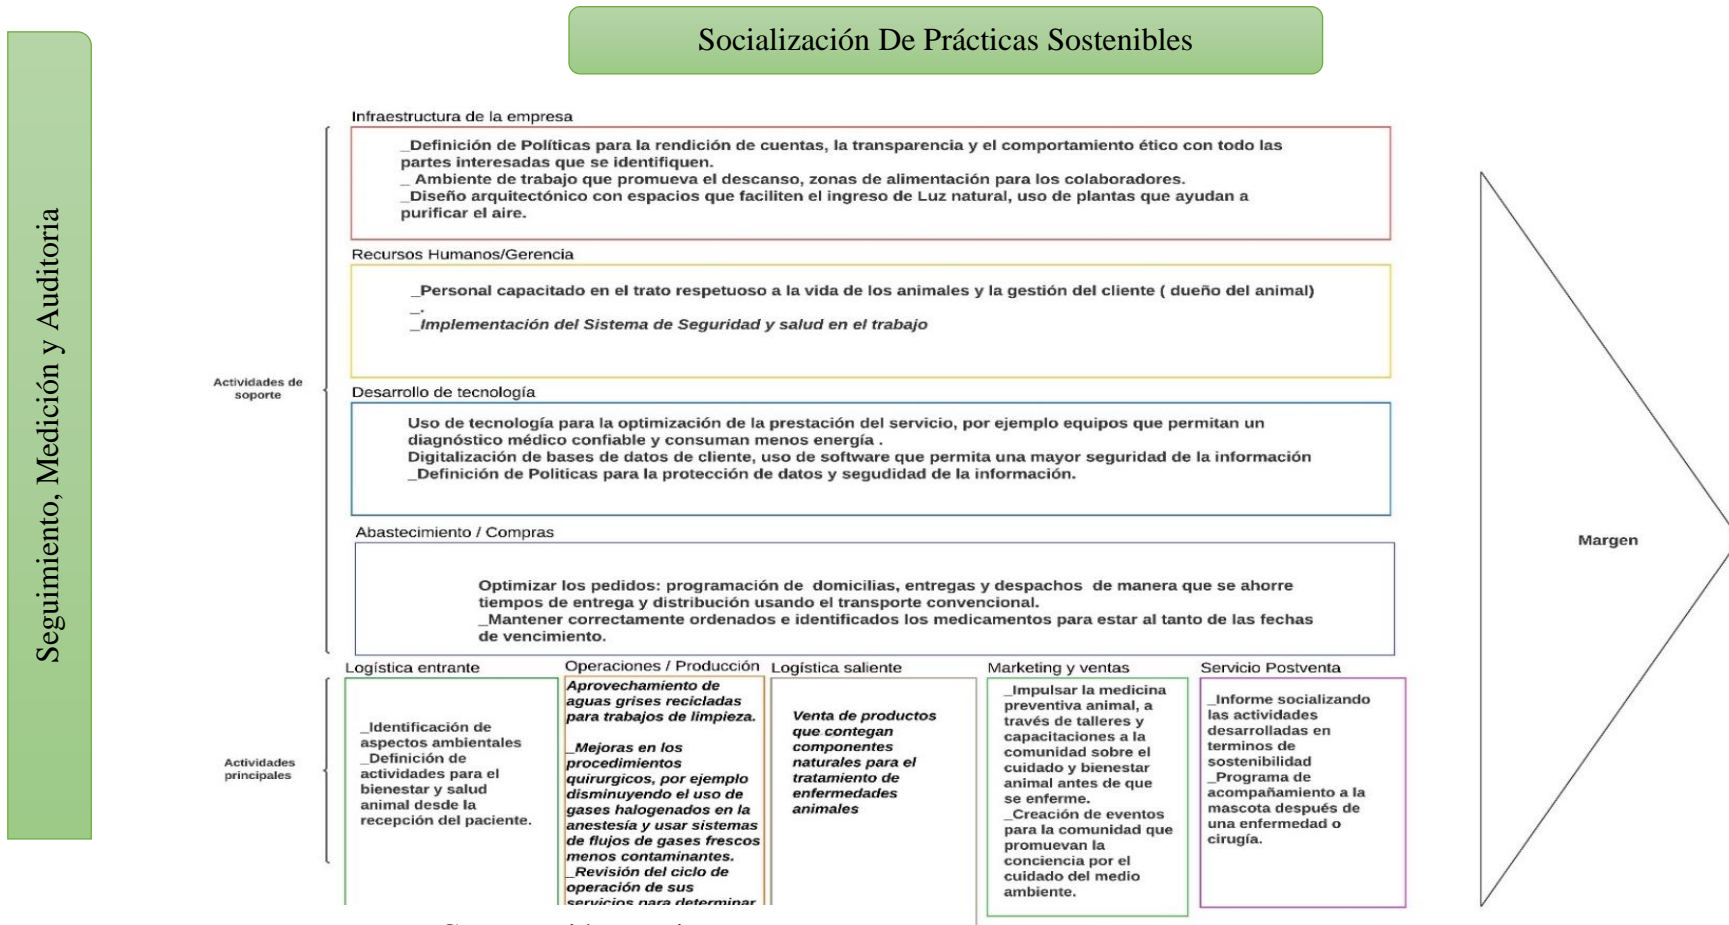 Socialización De Prácticas Sostenibles
Seguimiento, Medición y Auditoria
Infraestructura de la empresa
_Definición de Políticas para la rendición de cuentas, la transparencia y el comportamiento ético con todo las
partes interesadas que se identifiquen.
_ Ambiente de trabajo que promueva el descanso, zonas de alimentación para los colaboradores.
_Diseño arquitectónico con espacios que faciliten el ingreso de Luz natural, uso de plantas que ayudan a
purificar el aire.
Recursos Humanos/Gerencia
_Personal capacitado en el trato respetuoso a la vida de los animales y la gestión del cliente ( dueño del animal)
_.
_Implementación del Sistema de Seguridad y salud en el trabajo
Actividades de
soporte
Desarrollo de tecnología
Uso de tecnología para la optimización de la prestación del servicio, por ejemplo equipos que permitan un
diagnóstico médico confiable y consuman menos energía .
Digitalización de bases de datos de cliente, uso de software que permita una mayor seguridad de la información
_Definición de Politicas para la protección de datos y segudidad de la información.
Abastecimiento / Compras
Optimizar los pedidos: programación de domicilias, entregas y despachos de manera que se ahorre
tiempos de entrega y distribución usando el transporte convencional.
_Mantener correctamente ordenados e identificados los medicamentos para estar al tanto de las fechas
de vencimiento.
Margen
Actividades
principales
Logística entrante
_Identificación de
aspectos ambientales
_Definición de
actividades para el
bienestar y salud
animal desde la
recepción del paciente.
Operaciones / Producción
Aprovechamiento de
aguas grises recicladas
para trabajos de limpieza.
_Mejoras en los
procedimientos
quirurgicos, por ejemplo
disminuyendo el uso de
gases halogenados en la
anestesía y usar sistemas
de flujos de gases frescos
menos contaminantes.
_Revisión del ciclo de
operación de sus
servicios para determinar
Logística saliente
Venta de productos
que contegan
componentes
naturales para el
tratamiento de
enfermedades
animales
Marketing y ventas
_Impulsar la medicina
preventiva animal, a
través de talleres y
capacitaciones a la
comunidad sobre el
cuidado y bienestar
animal antes de que
se enferme.
_Creación de eventos
para la comunidad que
promuevan la
conciencia por el
cuidado del medio
ambiente.
Servicio Postventa
_Informe socializando
las actividades
desarrolladas en
terminos de
sostenibilidad
_Programa de
acompañamiento a la
mascota después de
una enfermedad o
cirugía.